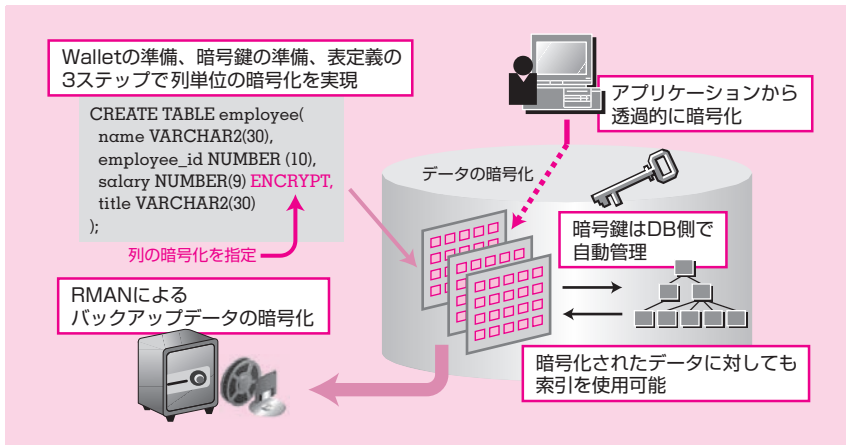 Walletの準備、暗号鍵の準備、表定義の
3ステップで列単位の暗号化を実現
CREATE TABLE employee(
name VARCHAR2(30),
employee_id NUMBER (10),
salary NUMBER(9) ENCRYPT,
title VARCHAR2(30)
);
列の暗号化を指定
アプリケーションから
透過的に暗号化
データの暗号化
暗号鍵はDB側で
自動管理
RMANによる
バックアップデータの暗号化
暗号化されたデータに対しても
索引を使用可能